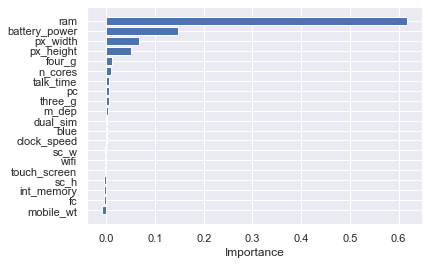 ram
battery_power
px_width
px_height
four_g
n_cores
talk_time
pc
three_g
m_dep
dual_sim
blue
clock_speed
sc_w
wifi
touch_screen
sc_h
int_memory
fc
mobile_wt
0.0 0.1 0.2 0.3 0.4 0.5 0.6
Importance